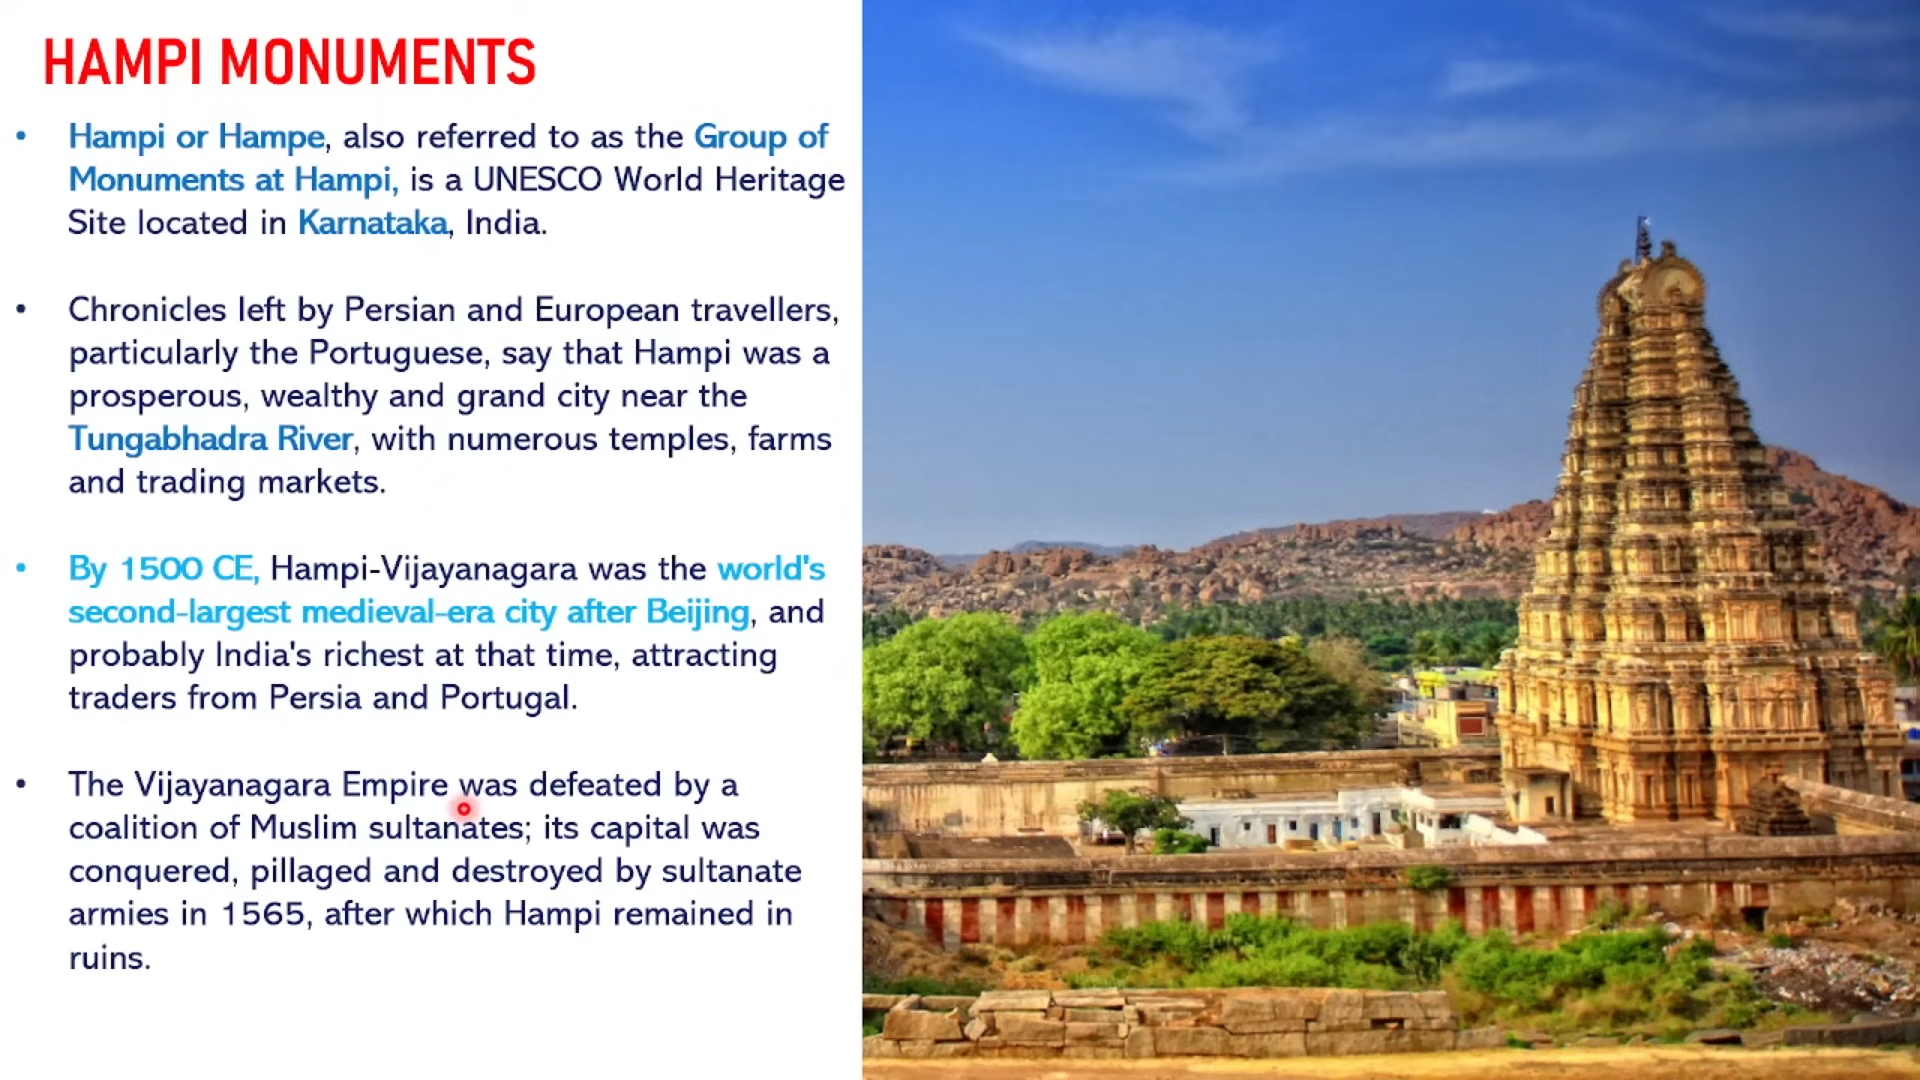 HAMPI MONUMENTS
• Hampi or Hampe, also referred to as the Group of
Monuments at Hampi, is a UNESCO World Heritage
Site located in Karnataka, India.
• Chronicles left by Persian and European travellers,
particularly the Portuguese, say that Hampi was a
prosperous, wealthy and grand city near the
Tungabhadra River, with numerous temples, farms
and trading markets.
• By 1500 CE, Hampi-Vijayanagara was the world's
second-largest medieval-era city after Beijing, and
probably India's richest at that time, attracting
traders from Persia and Portugal.
• The Vijayanagara Empire was defeated by a
coalition of Muslim sultanates; its capital was
conquered, pillaged and destroyed by sultanate
armies in 1565, after which Hampi remained in
ruins.